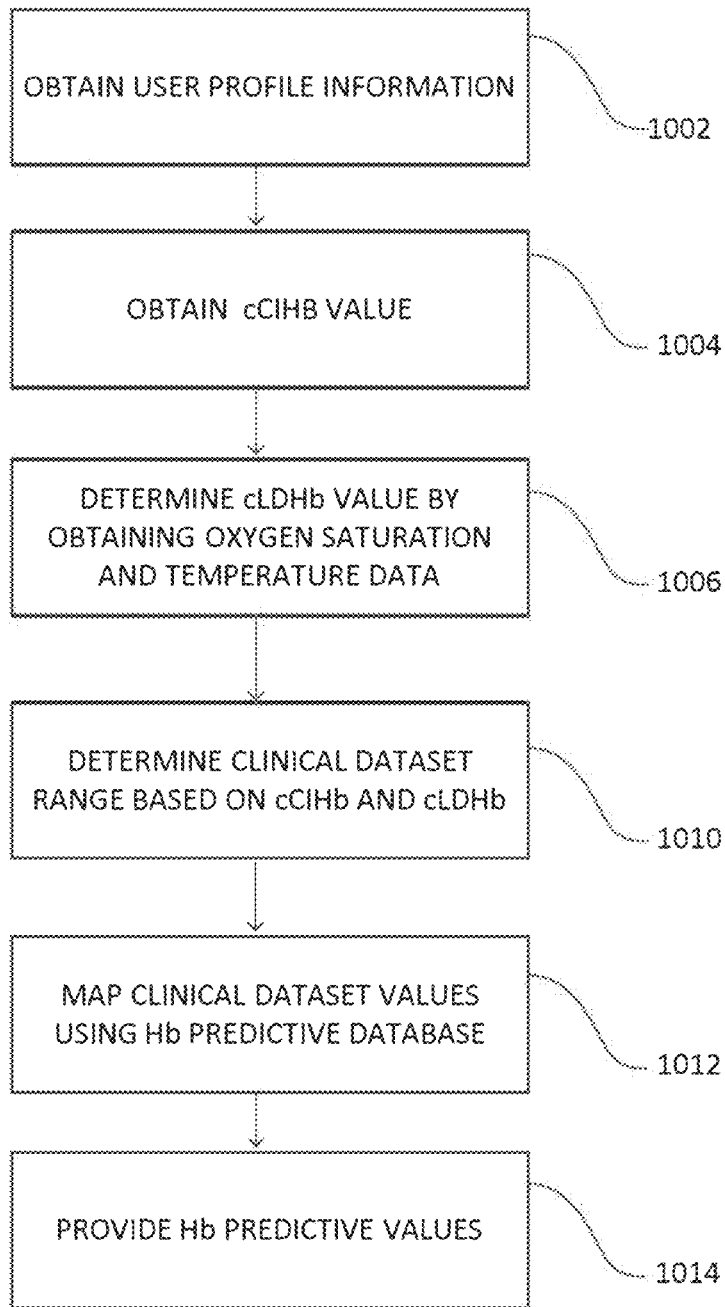 OBTAIN USER PROFILE INFORMATION
1002
OBTAIN cCIHB VALUE
1004
DETERMINE cLDHb VALUE BY
OBTAINING OXYGEN SATURATION
AND TEMPERATURE DATA
1006
DETERMINE CLINICAL DATASET
RANGE BASED ON cCIHb AND cLDHb
1010
MAP CLINICAL DATASET VALUES
USING Hb PREDICTIVE DATABASE
1012
PROVIDE Hb PREDICTIVE VALUES
1014